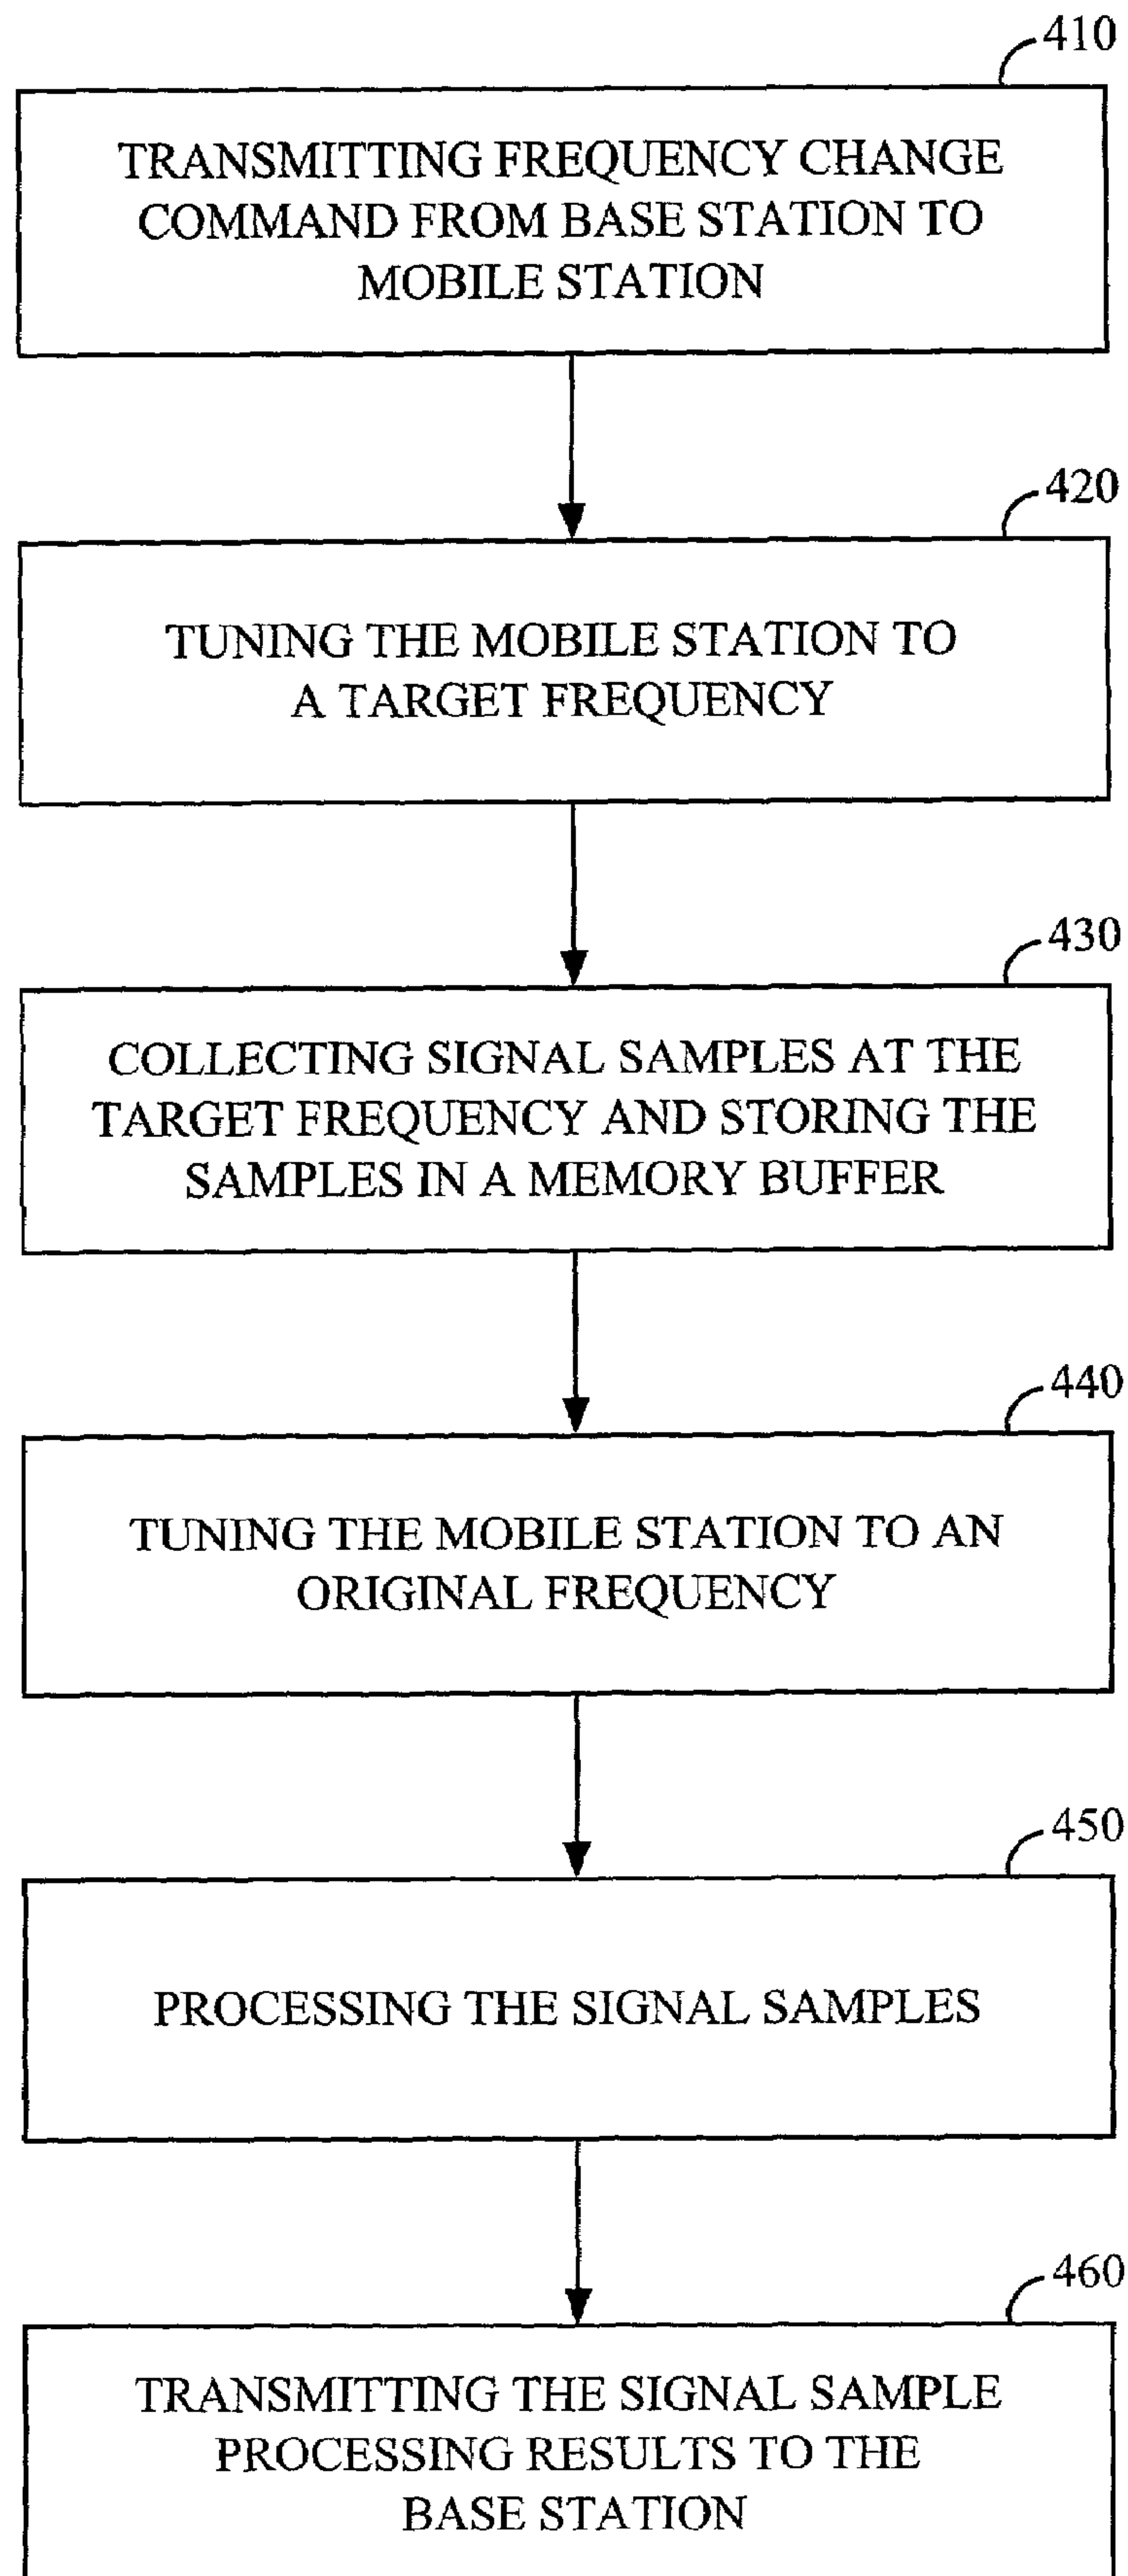 410
TRANSMITTING FREQUENCY CHANGE
COMMAND FROM BASE STATION TO
MOBILE STATION
420
TUNING THE MOBILE STATION TO
A TARGET FREQUENCY
430
COLLECTING SIGNAL SAMPLES AT THE
TARGET FREQUENCY AND STORING THE
SAMPLES IN A MEMORY BUFFER
440
TUNING THE MOBILE STATION TO AN
ORIGINAL FREQUENCY
450
PROCESSING THE SIGNAL SAMPLES
460
TRANSMITTING THE SIGNAL SAMPLE
PROCESSING RESULTS TO THE
BASE STATION